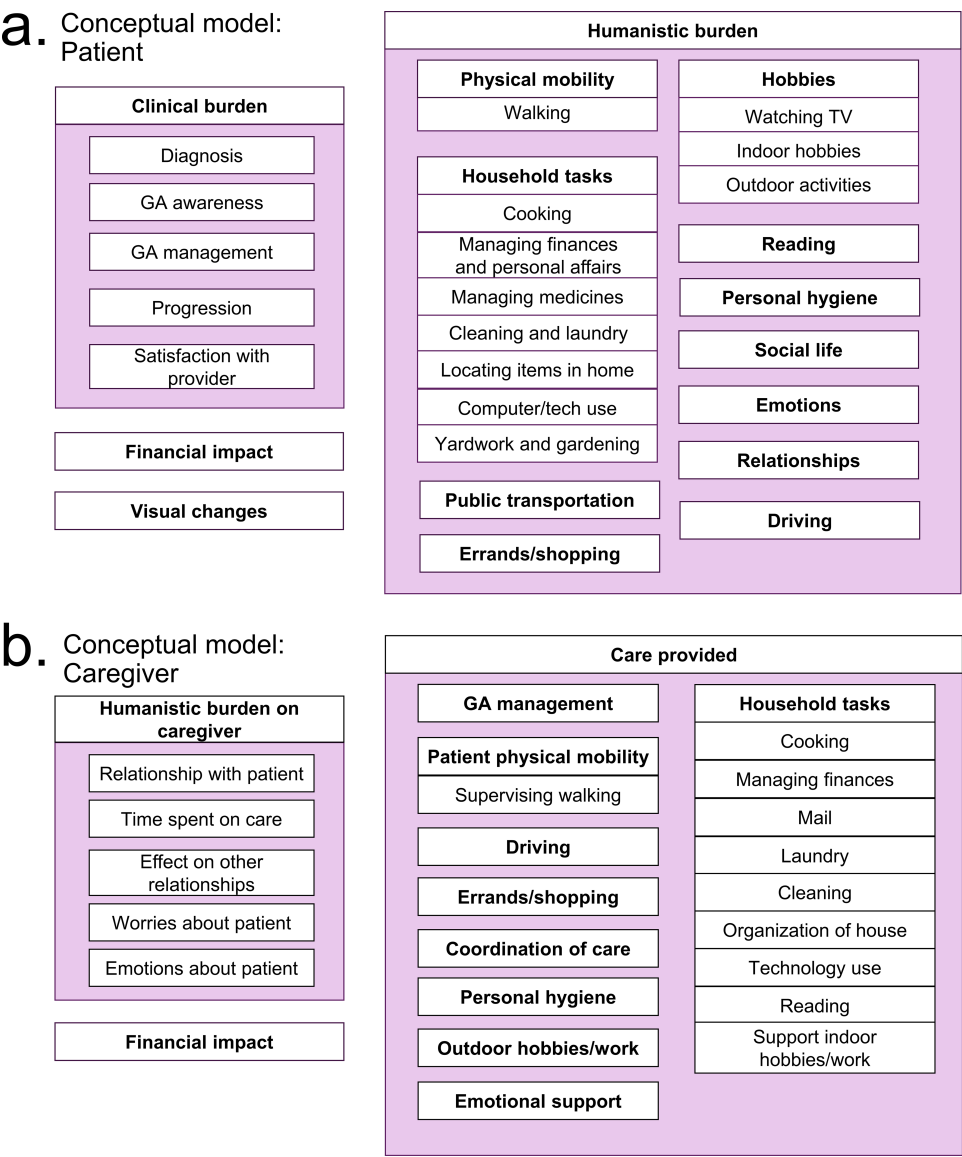 a. Conceptual model:
Patient
Clinical burden
Diagnosis
GA awareness
GA management
Progression
Satisfaction with
provider
Financial impact
Visual changes
Humanistic burden
Physical mobility
Walking
Household tasks
Cooking
Managing finances
and personal affairs
Managing medicines
Cleaning and laundry
Locating items in home
Computer/tech use
Yardwork and gardening
Public transportation
Errands/shopping
Hobbies
Watching TV
Indoor hobbies
Outdoor activities
Reading
Personal hygiene
Social life
Emotions
Relationships
Driving
b. Conceptual model:
Caregiver
Humanistic burden on
caregiver
Relationship with patient
Time spent on care
Effect on other
relationships
Worries about patient
Emotions about patient
Financial impact
Care provided
GA management
Patient physical mobility
Supervising walking
Driving
Errands/shopping
Coordination of care
Personal hygiene
Outdoor hobbies/work
Emotional support
Household tasks
Cooking
Managing finances
Mail
Laundry
Cleaning
Organization of house
Technology use
Reading
Support indoor
hobbies/work